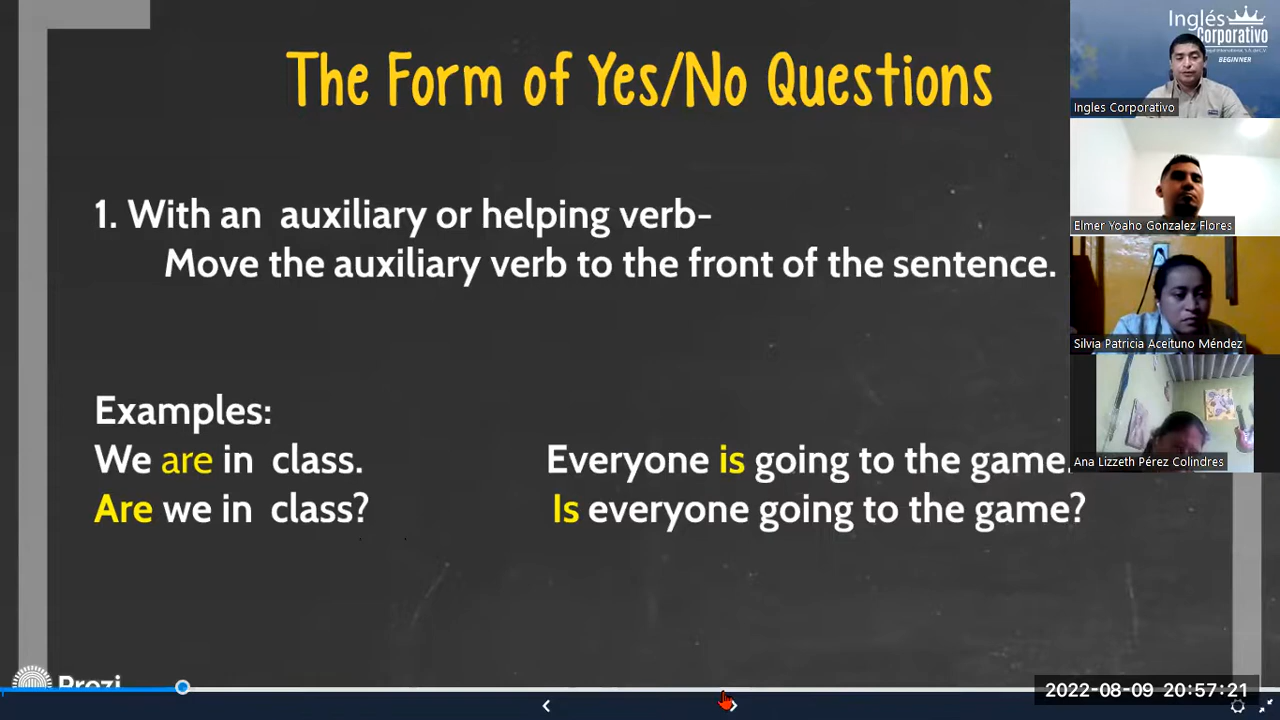 The Form of Yes/No Questions
1. With an auxiliary or helping verb-
Move the auxiliary verb to the front of the sentence.
Examples:
We are in class.
Are we in class?
Everyone is going to the game.
Is everyone going to the game?
Prezi
Inglés
Corporativo
BEGINNER
Ingles Corporativo
Elmer Yoaho Gonzalez Flores
Silvia Patricia Aceituno Méndez
Ana Lizzeth Pérez Colíndres
2022-08-09 20:57:21